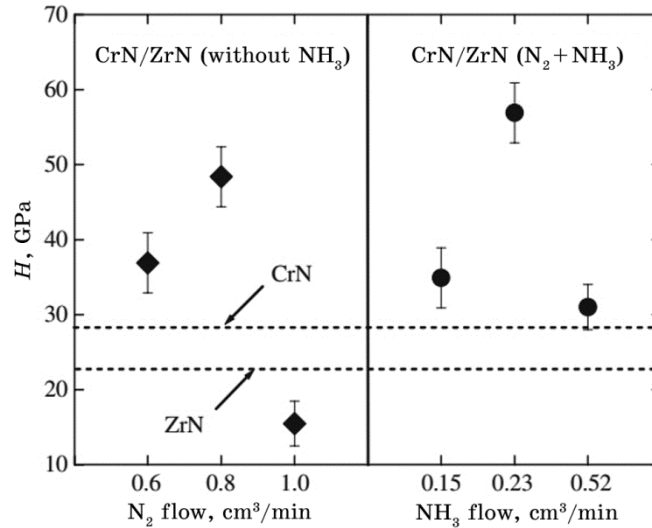 70
60
50
40
30
20
10
H, GPa
CrN/ZrN (without NH₃)
CrN
ZrN
0.6 0.8 1.0
N₂ flow, cm³/min
CrN/ZrN (N₂+NH₃)
0.15 0.23 0.52
NH₃ flow, cm³/min